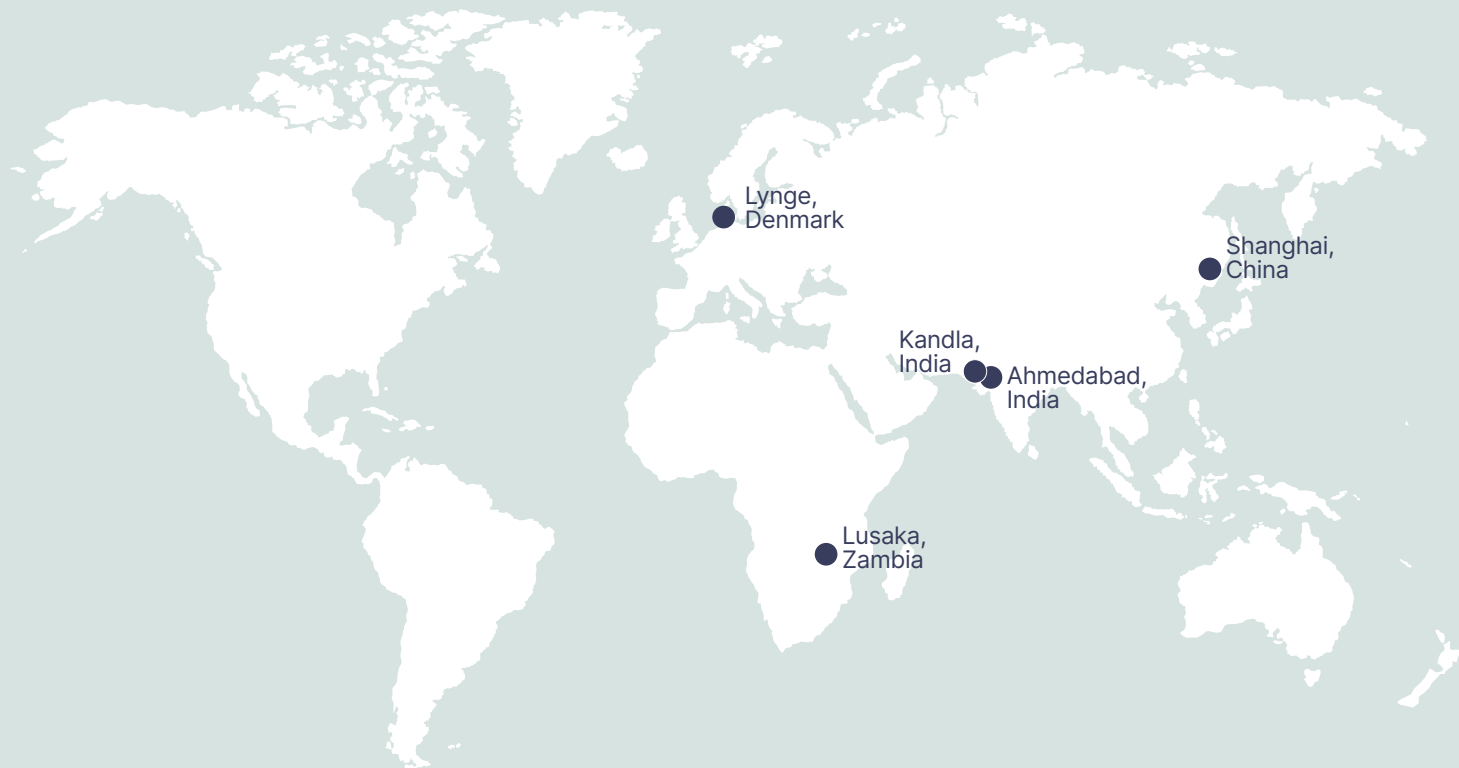 Lynge,
Denmark
Shanghai,
China
Kandla,
India
Ahmedabad,
India
Lusaka,
Zambia